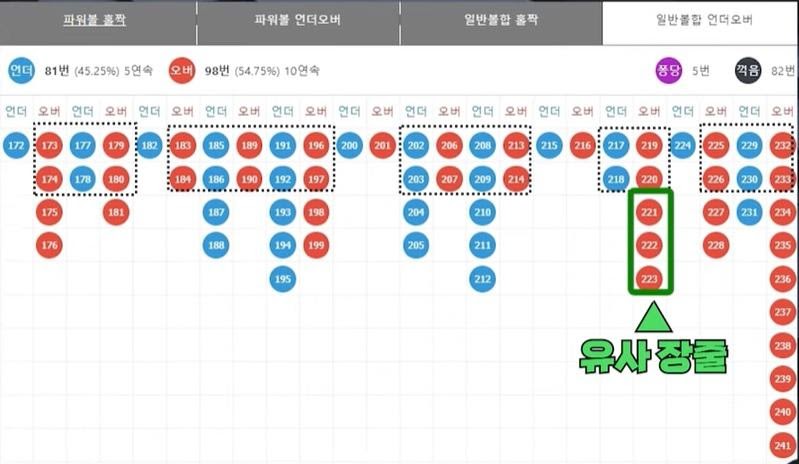 파워볼 홀짝 파워볼 언더오버 일반볼합 홀짝 일반볼합 언더오버
언더 81번 (45.25%) 5연속 오버 98번 (54.75%) 10연속 퐁당 5번 꺽음 82번
언더 오버 언더 오버 언더 오버 언더 오버 언더 오버 언더 오버 언더 오버 언더 오버 언더 오버 언더 오버 언더 오버 언더 오버
172 173 177 179 182 183 185 189 191 196 200 201 202 206 208 213 215 216 217 219 224 225 229 232
174 178 180 184 186 190 192 197 203 207 209 214 218 220 226 230 233
175 181 187 193 198 204 210 221 227 231 234
176 188 194 199 205 211 222 228 235
195 212 223 236
237
유사 장줄
238
239
240
241